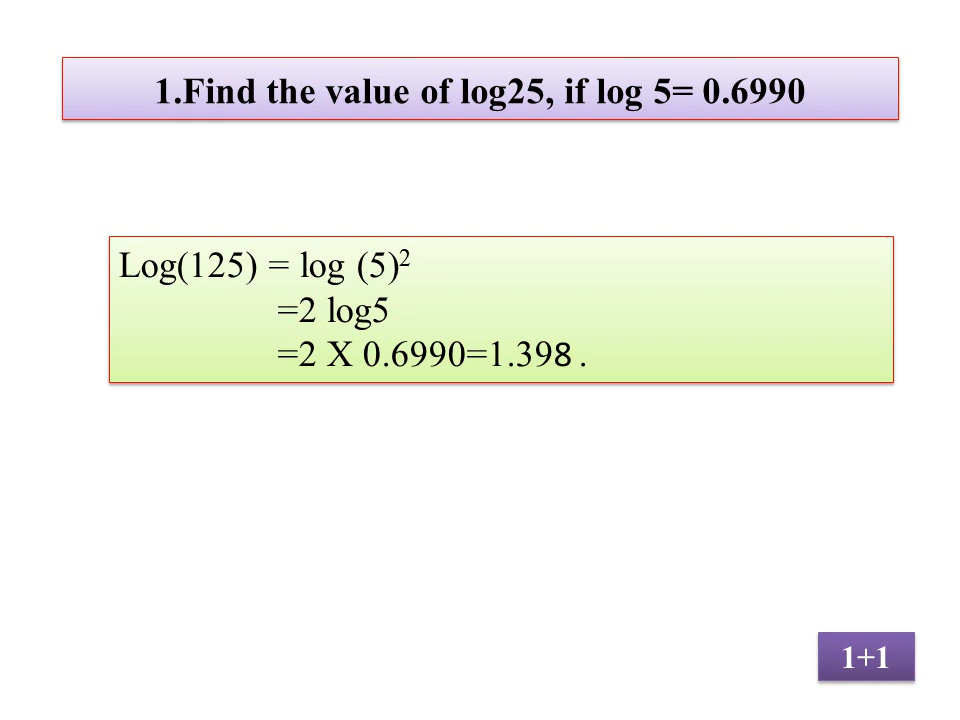 1.Find the value of log25, if log 5= 0.6990
Log(125) = log (5)²
=2 log5
=2 X 0.6990=1.398 .
1+1